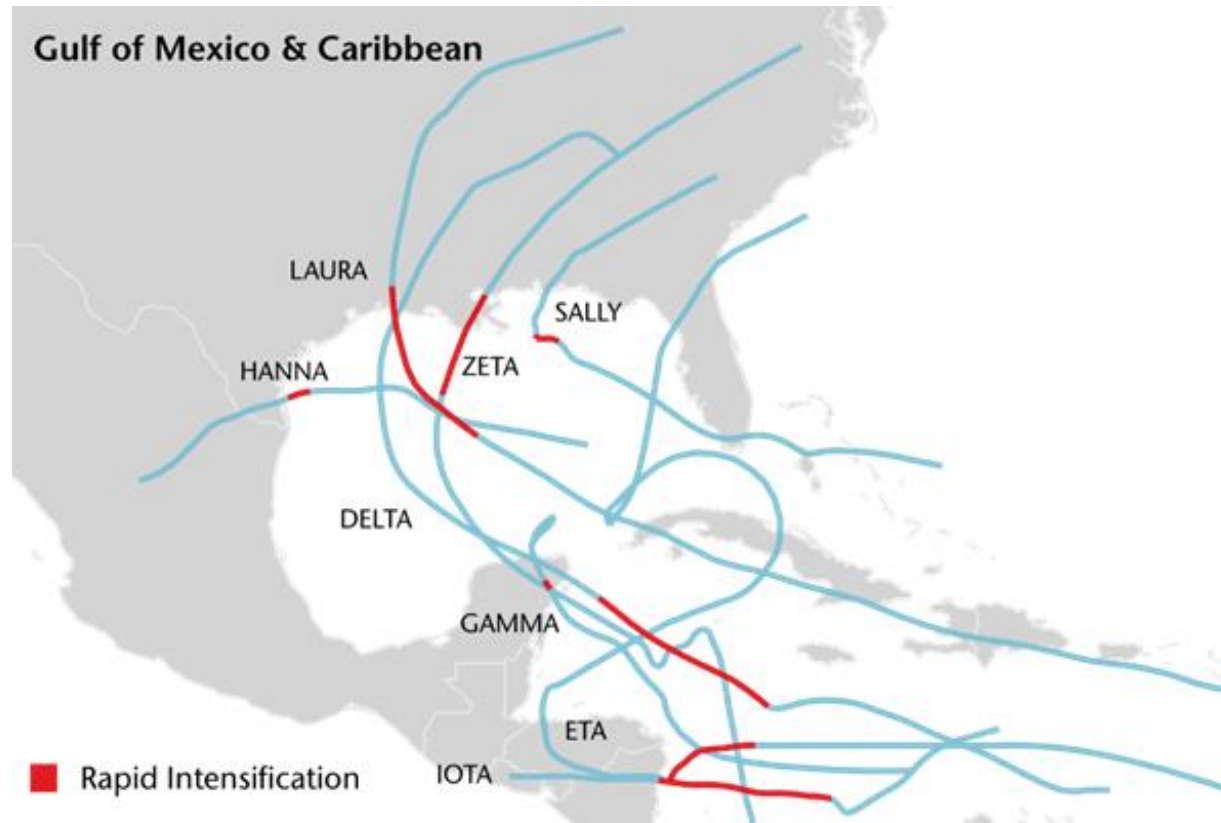 Gulf of Mexico & Caribbean
LAURA
SALLY
HANNA
ZETA
DELTA
GAMMA
ETA
IOTA
Rapid Intensification